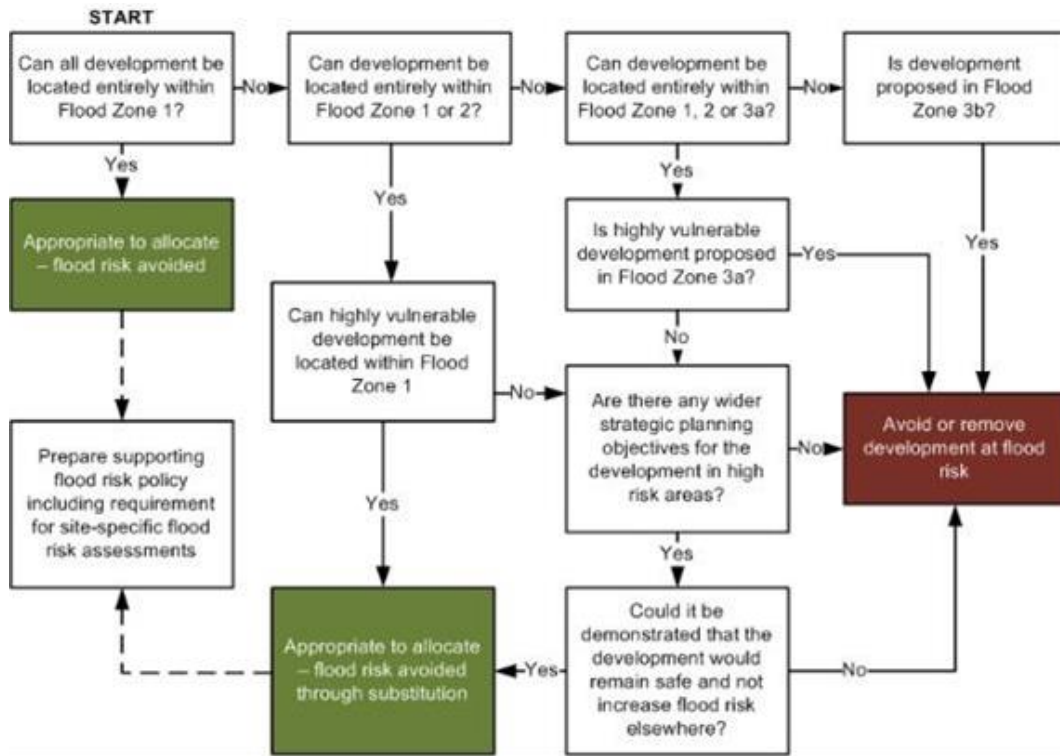 START
Can all development be
located entirely within
Flood Zone 1?
No
Can development be
located entirely within
Flood Zone 1 or 2?
No
Can development be
located entirely within
Flood Zone 1, 2 or 3a?
No
Is development
proposed in Flood
Zone 3b?
Yes
Yes
Yes
Yes
Appropriate to allocate
– flood risk avoided
Is highly vulnerable
development proposed
in Flood Zone 3a?
Yes
No
Can highly vulnerable
development be
located within Flood
Zone 1
No
Are there any wider
strategic planning
objectives for the
development in high
risk areas?
No
Avoid or remove
development at flood
risk
Prepare supporting
flood risk policy
including requirement
for site-specific flood
risk assessments
Yes
Yes
Appropriate to allocate
– flood risk avoided
through substitution
Yes
Could it be
demonstrated that the
development would
remain safe and not
increase flood risk
elsewhere?
No